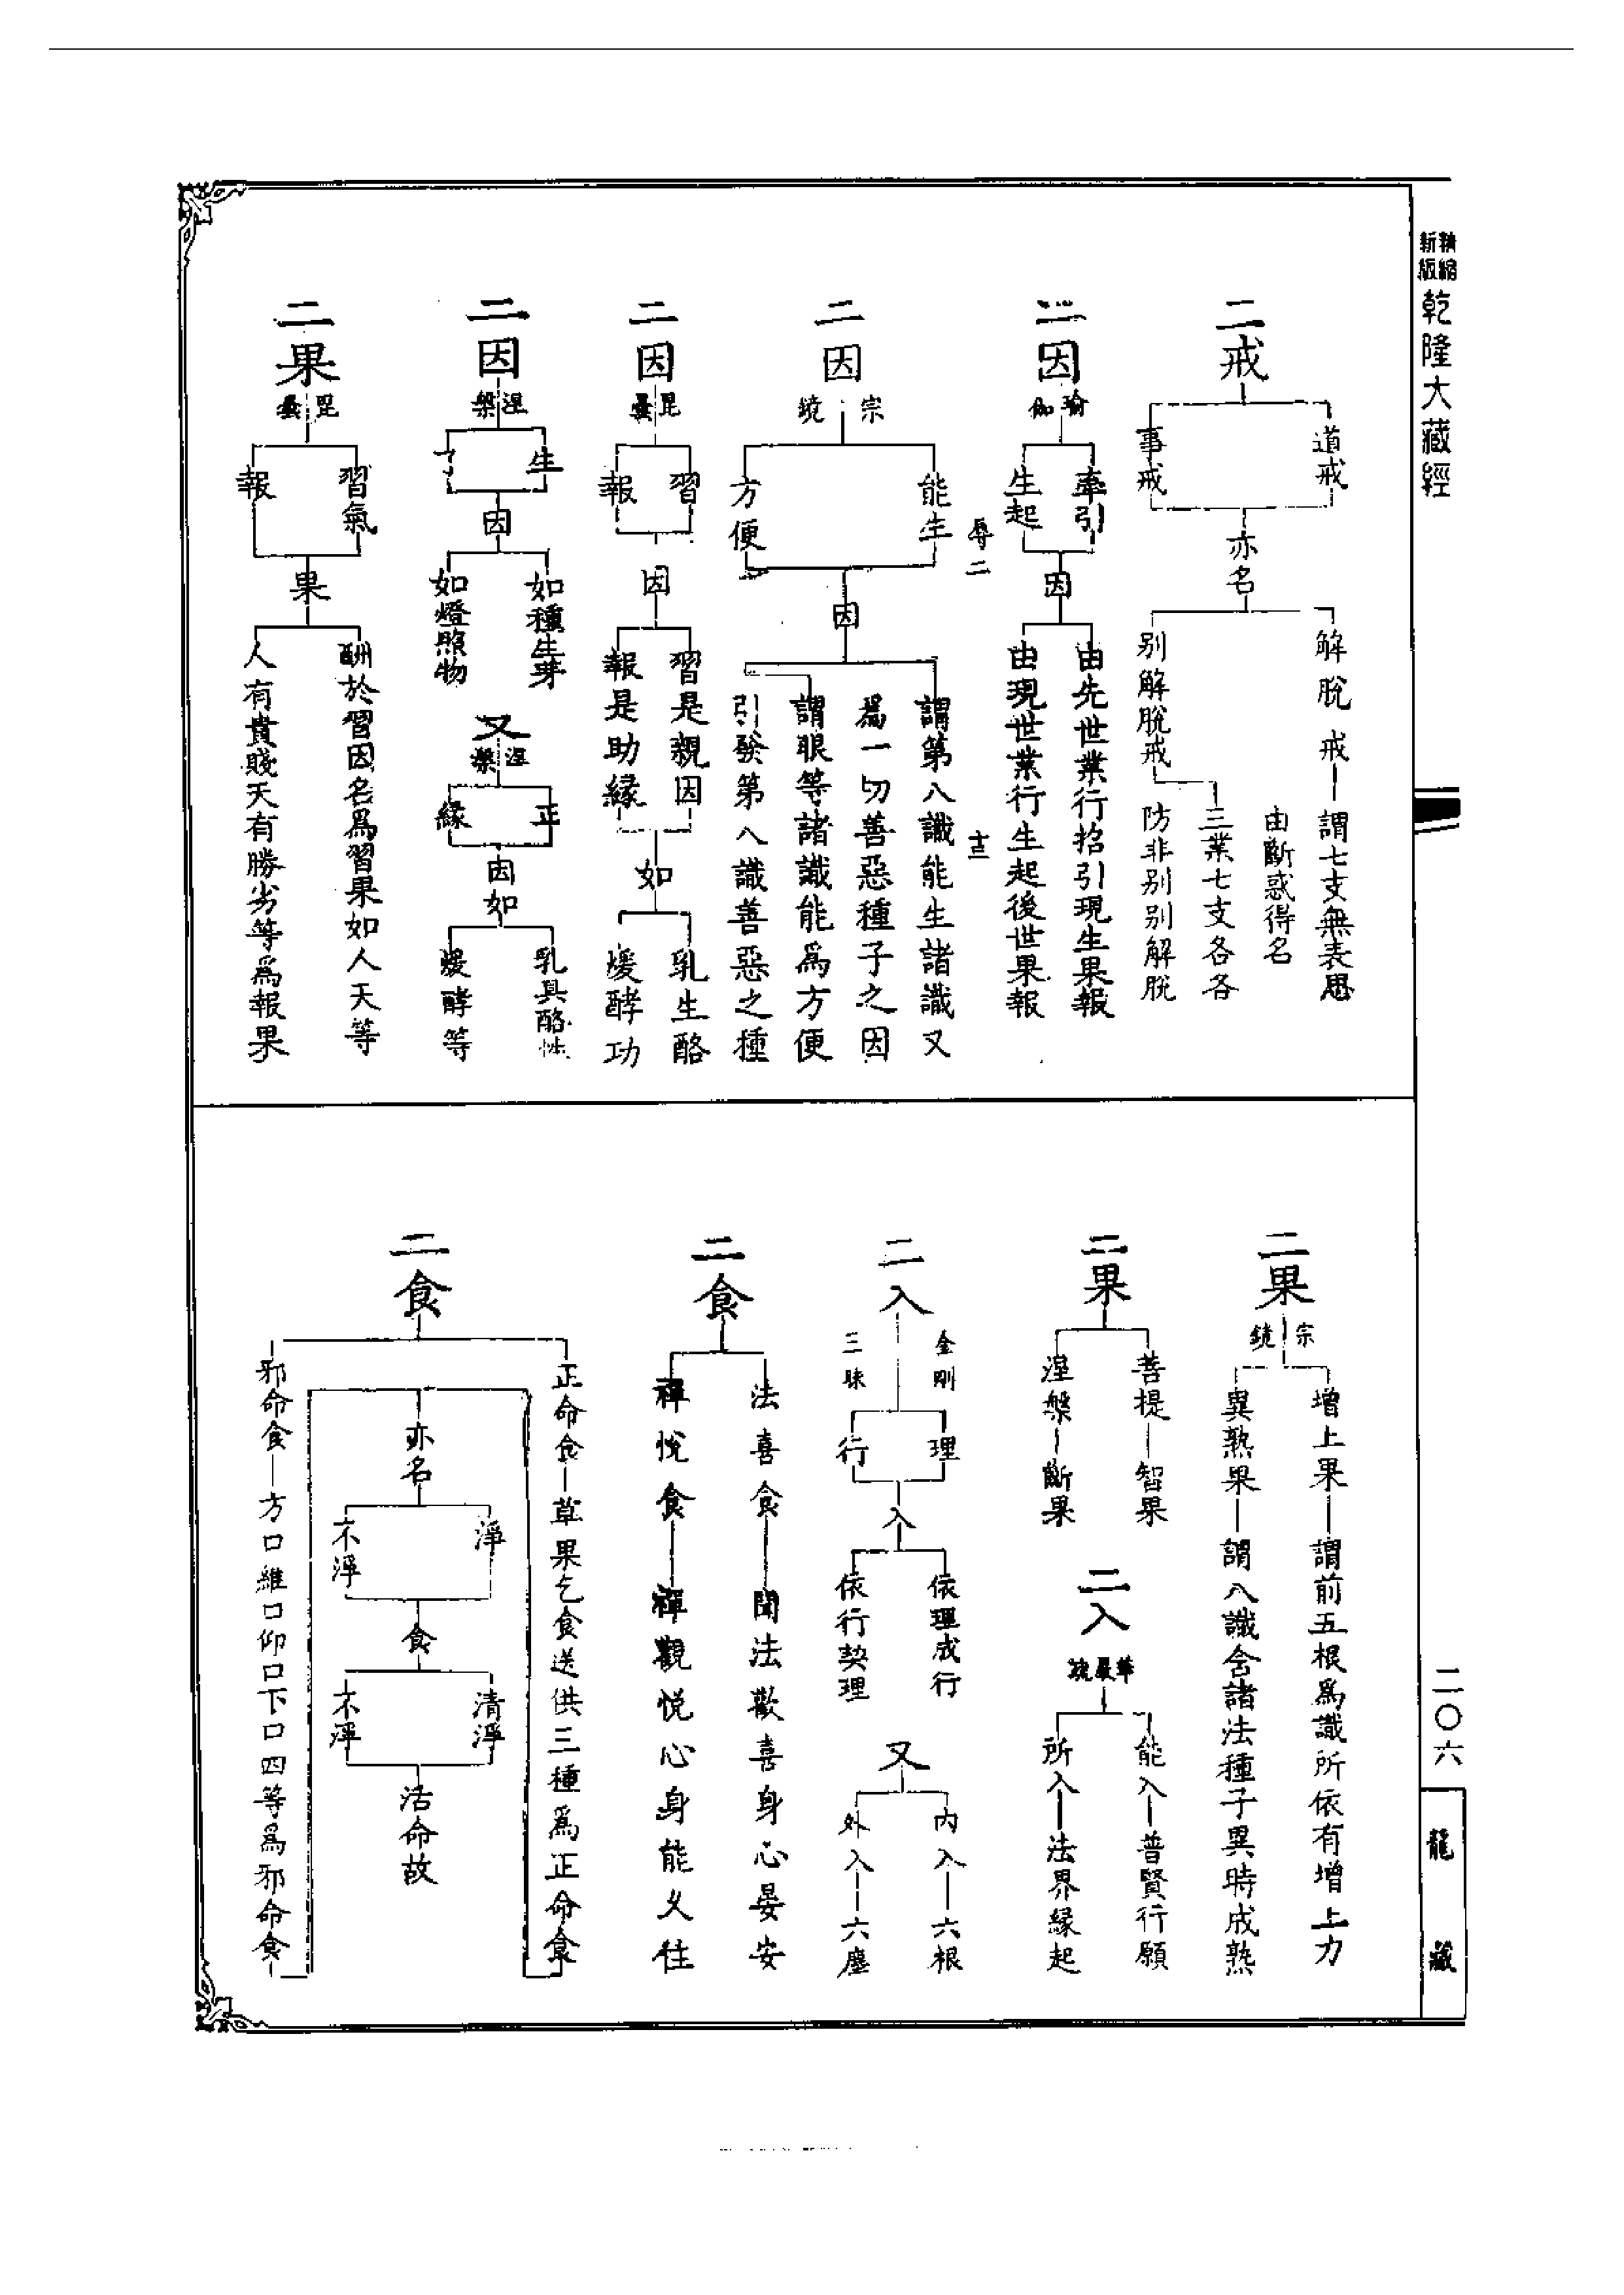 精縮新版
乾隆大藏經
二戒
道戒
事戒
亦名
解脫戒
謂七支無表思
由斷惑得名
別解脫戒
三業七支各各
防非別別解脫
二因
瑜伽
牽引
生起
因
由先世業行招引現生果報
由現世業行生起後世果報
辱二
十三
二因
宗鏡
能生
方便
因
謂第八識能生諸識又
為一切善惡種子之因
謂眼等諸識能為方便
引發第八識善惡之種
二因
毘曇
習
報
因
習是親因
報是助緣
如
乳生酪
煖酵功
二因
涅槃
生
了
因
如種生芽
如燈照物
又
涅槃
正
緣
因如
乳具酪性
煖酵等
二果
毘曇
習氣
報
果
酬於習因名為習果如人天等
人有貴賤天有勝劣等為報果
二果
宗鏡
增上果
謂前五根為識所依有增上力
異熟果
謂八識含諸法種子異時成熟
二果
菩提
智果
涅槃
斷果
二入
華嚴疏
能入
普賢行願
所入
法界緣起
二入
金剛三昧
理
行
入
依理成行
依行契理
又
內入
六根
外入
六塵
二食
法喜食
聞法歡喜身心晏安
禪悅食
禪觀悅心身能久住
二食
正命食
草果乞食送供三種為正命食
亦名
淨
不淨
食
清淨
不淨
活命故
邪命食
方口維口仰口下口四等為邪命食
二〇六
龍藏